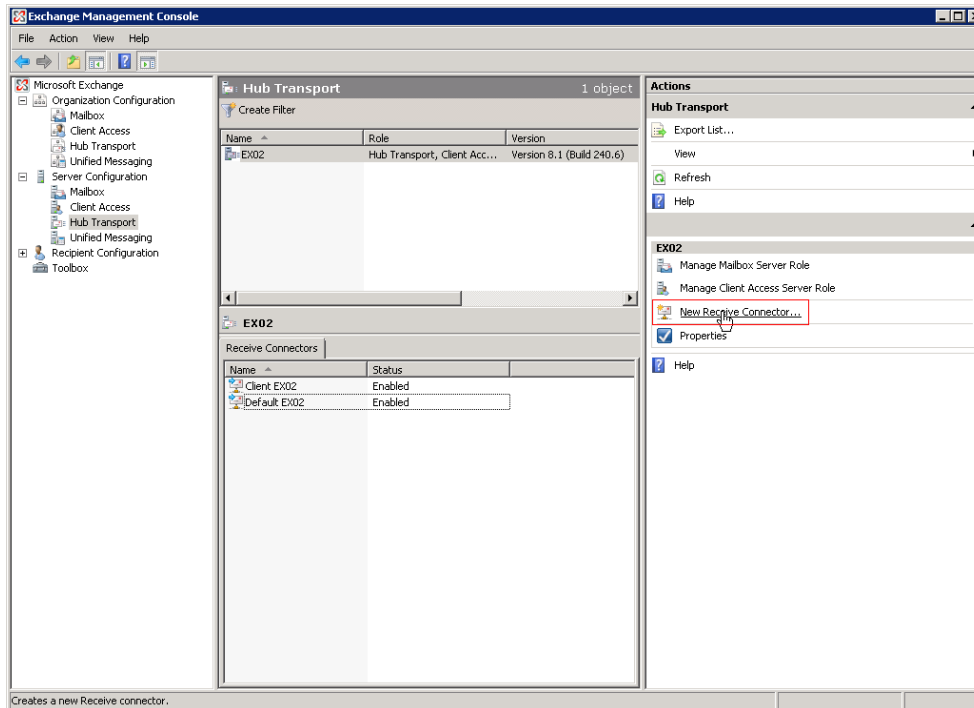 Exchange Management Console
File Action View Help
Microsoft Exchange
Organization Configuration
Mailbox
Client Access
Hub Transport
Unified Messaging
Server Configuration
Mailbox
Client Access
Hub Transport
Unified Messaging
Recipient Configuration
Toolbox
Hub Transport 1 object
Create Filter
Name Role Version
EX02 Hub Transport, Client Acc... Version 8.1 (Build 240.6)
EX02
Receive Connectors
Name Status
Client EX02 Enabled
Default EX02 Enabled
Actions
Hub Transport
Export List...
View
Refresh
Help
EX02
Manage Mailbox Server Role
Manage Client Access Server Role
New Receive Connector...
Properties
Help
Creates a new Receive connector.